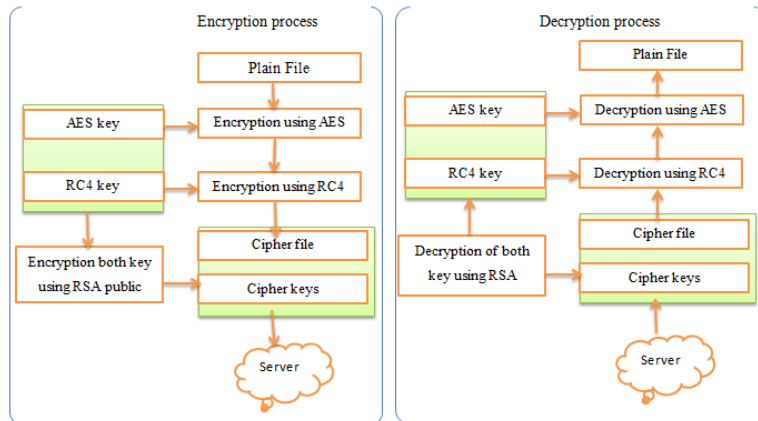 Encryption process
Plain File
AES key
Encryption using AES
RC4 key
Encryption using RC4
Cipher file
Encryption both key
using RSA public
Cipher keys
Server
Decryption process
Plain File
AES key
Decryption using AES
RC4 key
Decryption using RC4
Cipher file
Decryption of both
key using RSA
Cipher keys
Server